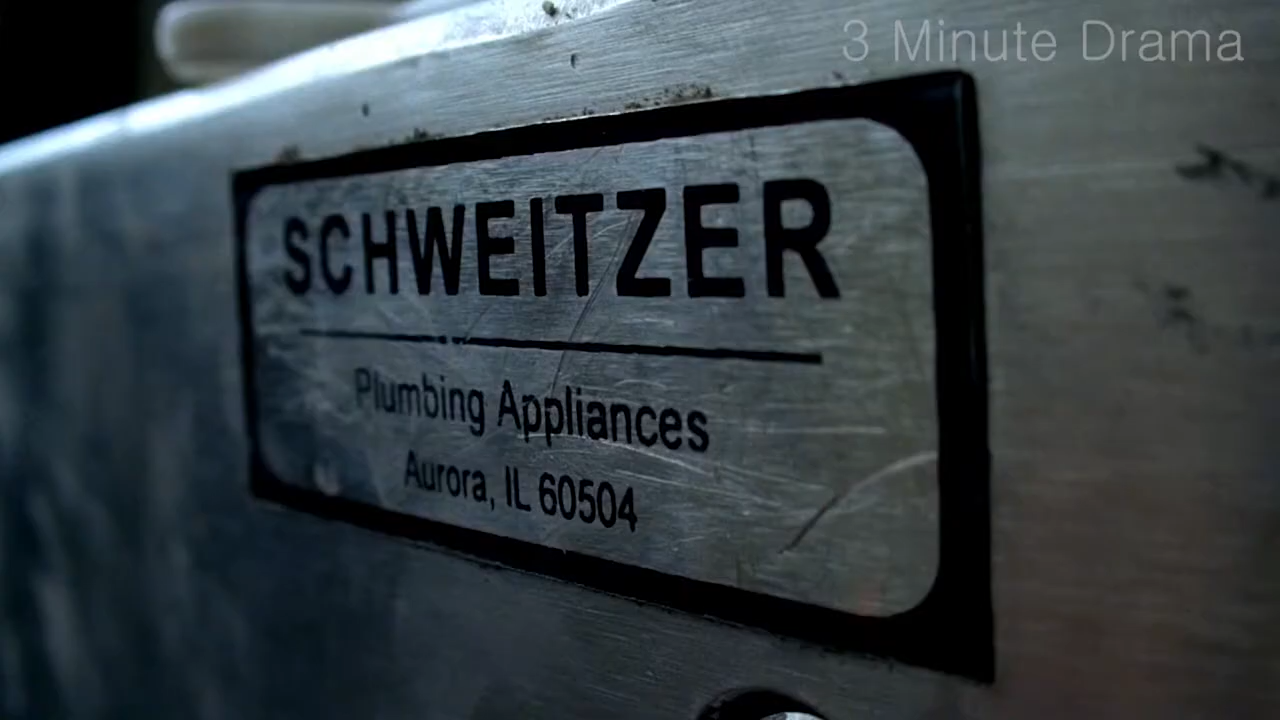 3 Minute Drama
SCHWEITZER
Plumbing Appliances
Aurora, IL 60504